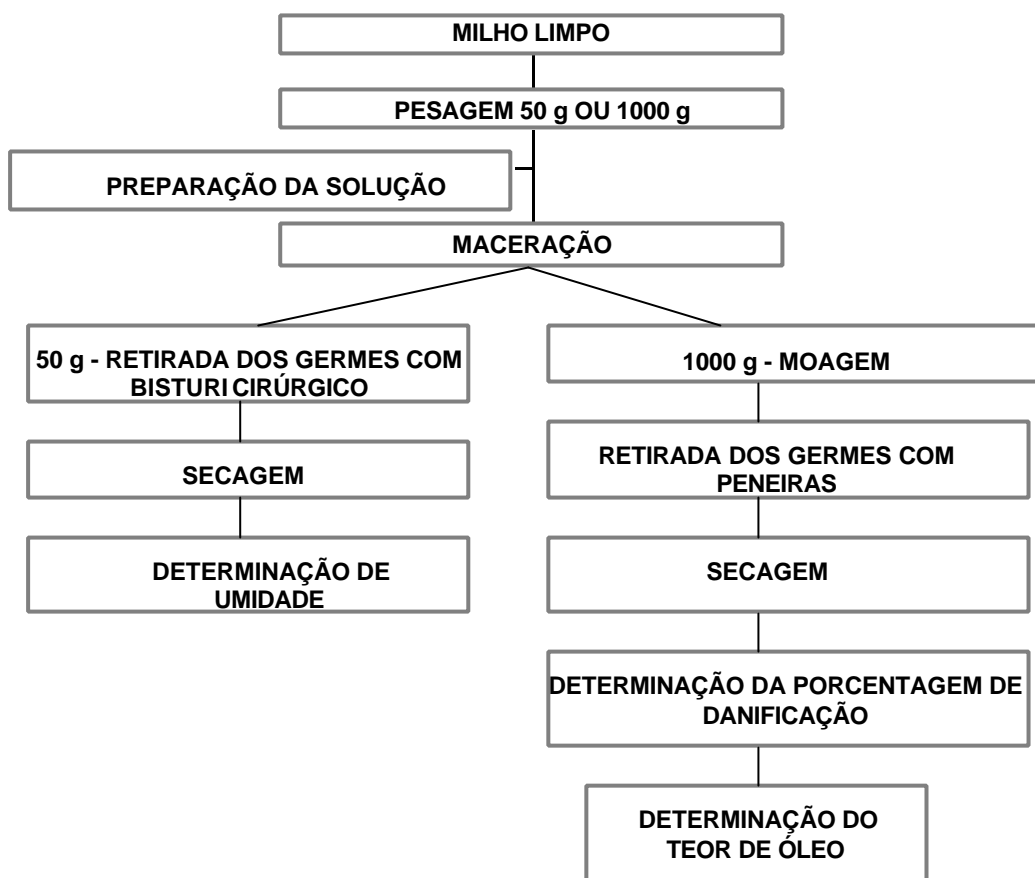 MILHO LIMPO
PESAGEM 50 g OU 1000 g
PREPARAÇÃO DA SOLUÇÃO
MACERAÇÃO
50 g - RETIRADA DOS GERMES COM
BISTURI CIRÚRGICO
SECAGEM
DETERMINAÇÃO DE
UMIDADE
1000 g - MOAGEM
RETIRADA DOS GERMES COM
PENEIRAS
SECAGEM
DETERMINAÇÃO DA PORCENTAGEM DE
DANIFICAÇÃO
DETERMINAÇÃO DO
TEOR DE ÓLEO